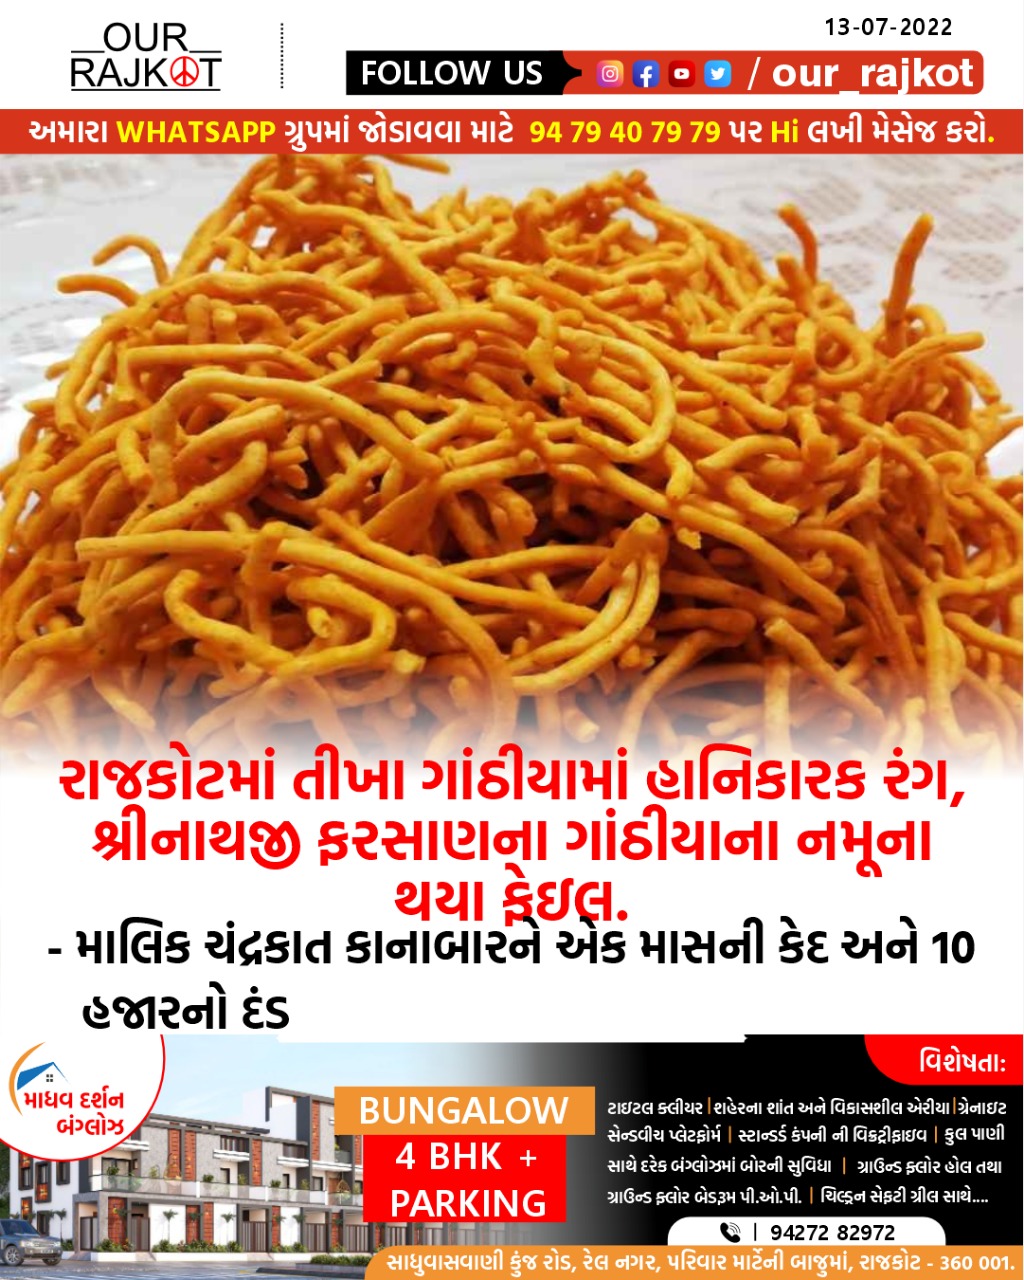 OUR
RAJKOT
13-07-2022
FOLLOW US / our_rajkot
અમારા WHATSAPP ગ્રુપમાં જોડાવવા માટે 94 79 40 79 79 પર Hi લખી મેસેજ કરો.
રાજકોટમાં તીખા ગાંઠીયામાં હાનિકારક રંગ,
શ્રીનાથજી ફરસાણના ગાંઠીયાના નમૂના
થયા ફેઇલ.
- માલિક ચંદ્રકાત કાનાબારને એક માસની કેદ અને 10
હજારનો દંડ
માધવ દર્શન
બંગ્લોઝ
BUNGALOW
4 BHK +
PARKING
વિશેષતા:
ટાઇટલ ક્લીયર | શહેરના શાંત અને વિકાસશીલ એરીયા | ગ્રેનાઇટ
સેન્ડવીચ પ્લેટફોર્મ | સ્ટાન્ડર્ડ કંપની ની વિક્ટ્રીફાઇવ | ફુલ પાણી
સાથે દરેક બંગ્લોઝમાં બોરની સુવિધા | ગ્રાઉન્ડ ફ્લોર હોલ તથા
ગ્રાઉન્ડ ફ્લોર બેડરૂમ પી.ઓ.પી. | ચિલ્ડ્રન સેફ્ટી ગ્રીલ સાથે....
| 94272 82972
સાધુવાસવાણી કુંજ રોડ, રેલ નગર, પરિવાર માર્ટની બાજુમાં, રાજકોટ - 360 001.